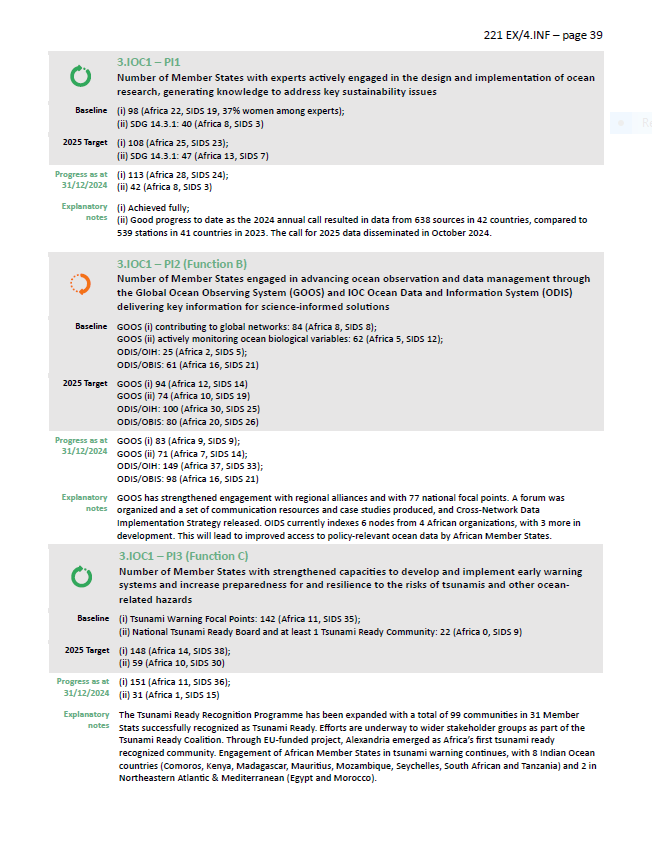 221 EX/4.INF – page 39
3.IOC1 – PI1
Number of Member States with experts actively engaged in the design and implementation of ocean
research, generating knowledge to address key sustainability issues
Baseline
(i) 98 (Africa 22, SIDS 19, 37% women among experts);
(ii) SDG 14.3.1: 40 (Africa 8, SIDS 3)
2025 Target
(i) 108 (Africa 25, SIDS 23);
(ii) SDG 14.3.1: 47 (Africa 13, SIDS 7)
Progress as at
31/12/2024
(i) 113 (Africa 28, SIDS 24);
(ii) 42 (Africa 8, SIDS 3)
Explanatory
notes
(i) Achieved fully;
(ii) Good progress to date as the 2024 annual call resulted in data from 638 sources in 42 countries, compared to
539 stations in 41 countries in 2023. The call for 2025 data disseminated in October 2024.
3.IOC1 – PI2 (Function B)
Number of Member States engaged in advancing ocean observation and data management through
the Global Ocean Observing System (GOOS) and IOC Ocean Data and Information System (ODIS)
delivering key information for science-informed solutions
Baseline
GOOS (i) contributing to global networks: 84 (Africa 8, SIDS 8);
GOOS (ii) actively monitoring ocean biological variables: 62 (Africa 5, SIDS 12);
ODIS/OIH: 25 (Africa 2, SIDS 5);
ODIS/OBIS: 61 (Africa 16, SIDS 21)
2025 Target
GOOS (i) 94 (Africa 12, SIDS 14)
GOOS (ii) 74 (Africa 10, SIDS 19)
ODIS/OIH: 100 (Africa 30, SIDS 25)
ODIS/OBIS: 80 (Africa 20, SIDS 26)
Progress as at
31/12/2024
GOOS (i) 83 (Africa 9, SIDS 9);
GOOS (ii) 71 (Africa 7, SIDS 14);
ODIS/OIH: 149 (Africa 37, SIDS 33);
ODIS/OBIS: 98 (Africa 16, SIDS 21)
Explanatory
notes
GOOS has strengthened engagement with regional alliances and with 77 national focal points. A forum was
organized and a set of communication resources and case studies produced, and Cross-Network Data
Implementation Strategy released. OIDS currently indexes 6 nodes from 4 African organizations, with 3 more in
development. This will lead to improved access to policy-relevant ocean data by African Member States.
3.IOC1 – PI3 (Function C)
Number of Member States with strengthened capacities to develop and implement early warning
systems and increase preparedness for and resilience to the risks of tsunamis and other ocean-
related hazards
Baseline
(i) Tsunami Warning Focal Points: 142 (Africa 11, SIDS 35);
(ii) National Tsunami Ready Board and at least 1 Tsunami Ready Community: 22 (Africa 0, SIDS 9)
2025 Target
(i) 148 (Africa 14, SIDS 38);
(ii) 59 (Africa 10, SIDS 30)
Progress as at
31/12/2024
(i) 151 (Africa 11, SIDS 36);
(ii) 31 (Africa 1, SIDS 15)
Explanatory
notes
The Tsunami Ready Recognition Programme has been expanded with a total of 99 communities in 31 Member
Stats successfully recognized as Tsunami Ready. Efforts are underway to wider stakeholder groups as part of the
Tsunami Ready Coalition. Through EU-funded project, Alexandria emerged as Africa's first tsunami ready
recognized community. Engagement of African Member States in tsunami warning continues, with 8 Indian Ocean
countries (Comoros, Kenya, Madagascar, Mauritius, Mozambique, Seychelles, South African and Tanzania) and 2 in
Northeastern Atlantic & Mediterranean (Egypt and Morocco).